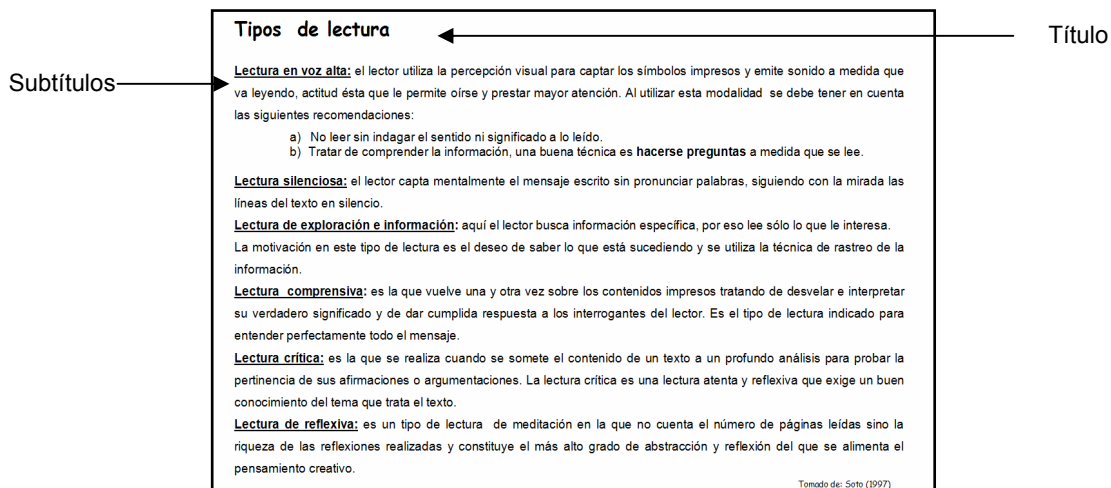 Tipos de lectura
Título
Subtítulos
Lectura en voz alta: el lector utiliza la percepción visual para captar los símbolos impresos y emite sonido a medida que
va leyendo, actitud ésta que le permite oírse y prestar mayor atención. Al utilizar esta modalidad se debe tener en cuenta
las siguientes recomendaciones:
a) No leer sin indagar el sentido ni significado a lo leído.
b) Tratar de comprender la información, una buena técnica es hacerse preguntas a medida que se lee.
Lectura silenciosa: el lector capta mentalmente el mensaje escrito sin pronunciar palabras, siguiendo con la mirada las
líneas del texto en silencio.
Lectura de exploración e información: aquí el lector busca información específica, por eso lee sólo lo que le interesa.
La motivación en este tipo de lectura es el deseo de saber lo que está sucediendo y se utiliza la técnica de rastreo de la
información.
Lectura comprensiva: es la que vuelve una y otra vez sobre los contenidos impresos tratando de desvelar e interpretar
su verdadero significado y de dar cumplida respuesta a los interrogantes del lector. Es el tipo de lectura indicado para
entender perfectamente todo el mensaje.
Lectura crítica: es la que se realiza cuando se somete el contenido de un texto a un profundo análisis para probar la
pertinencia de sus afirmaciones o argumentaciones. La lectura crítica es una lectura atenta y reflexiva que exige un buen
conocimiento del tema que trata el texto.
Lectura de reflexiva: es un tipo de lectura de meditación en la que no cuenta el número de páginas leídas sino la
riqueza de las reflexiones realizadas y constituye el más alto grado de abstracción y reflexión del que se alimenta el
pensamiento creativo.
Tomado de: Soto (1997)